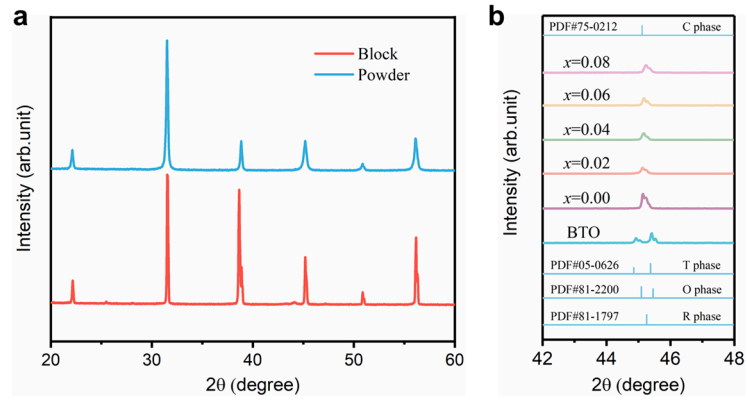 a
Intensity (arb.unit)
Block
Powder
20
30
40
50
60
2θ (degree)
b
Intensity (arb.unit)
PDF#75-0212 C phase
x=0.08
x=0.06
x=0.04
x=0.02
x=0.00
BTO
PDF#05-0626 T phase
PDF#81-2200 O phase
PDF#81-1797 R phase
42
44
46
48
2θ (degree)